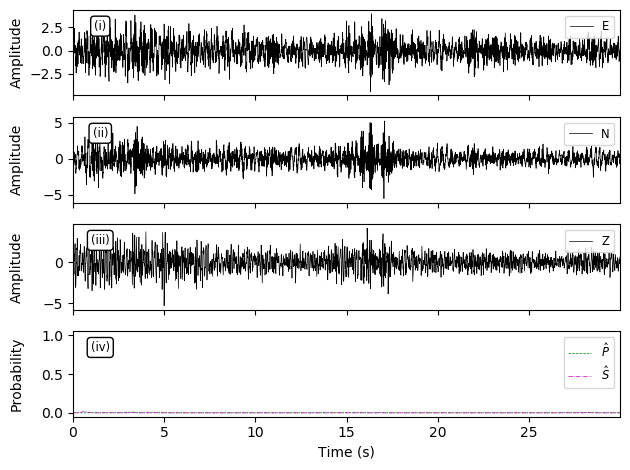 Amplitude
2.5
0.0
−2.5
(i)
E
Amplitude
5
0
−5
(ii)
N
Amplitude
0
−5
(iii)
Z
Probability
1.0
0.5
0.0
(iv)
P̂
Ŝ
0 5 10 15 20 25
Time (s)